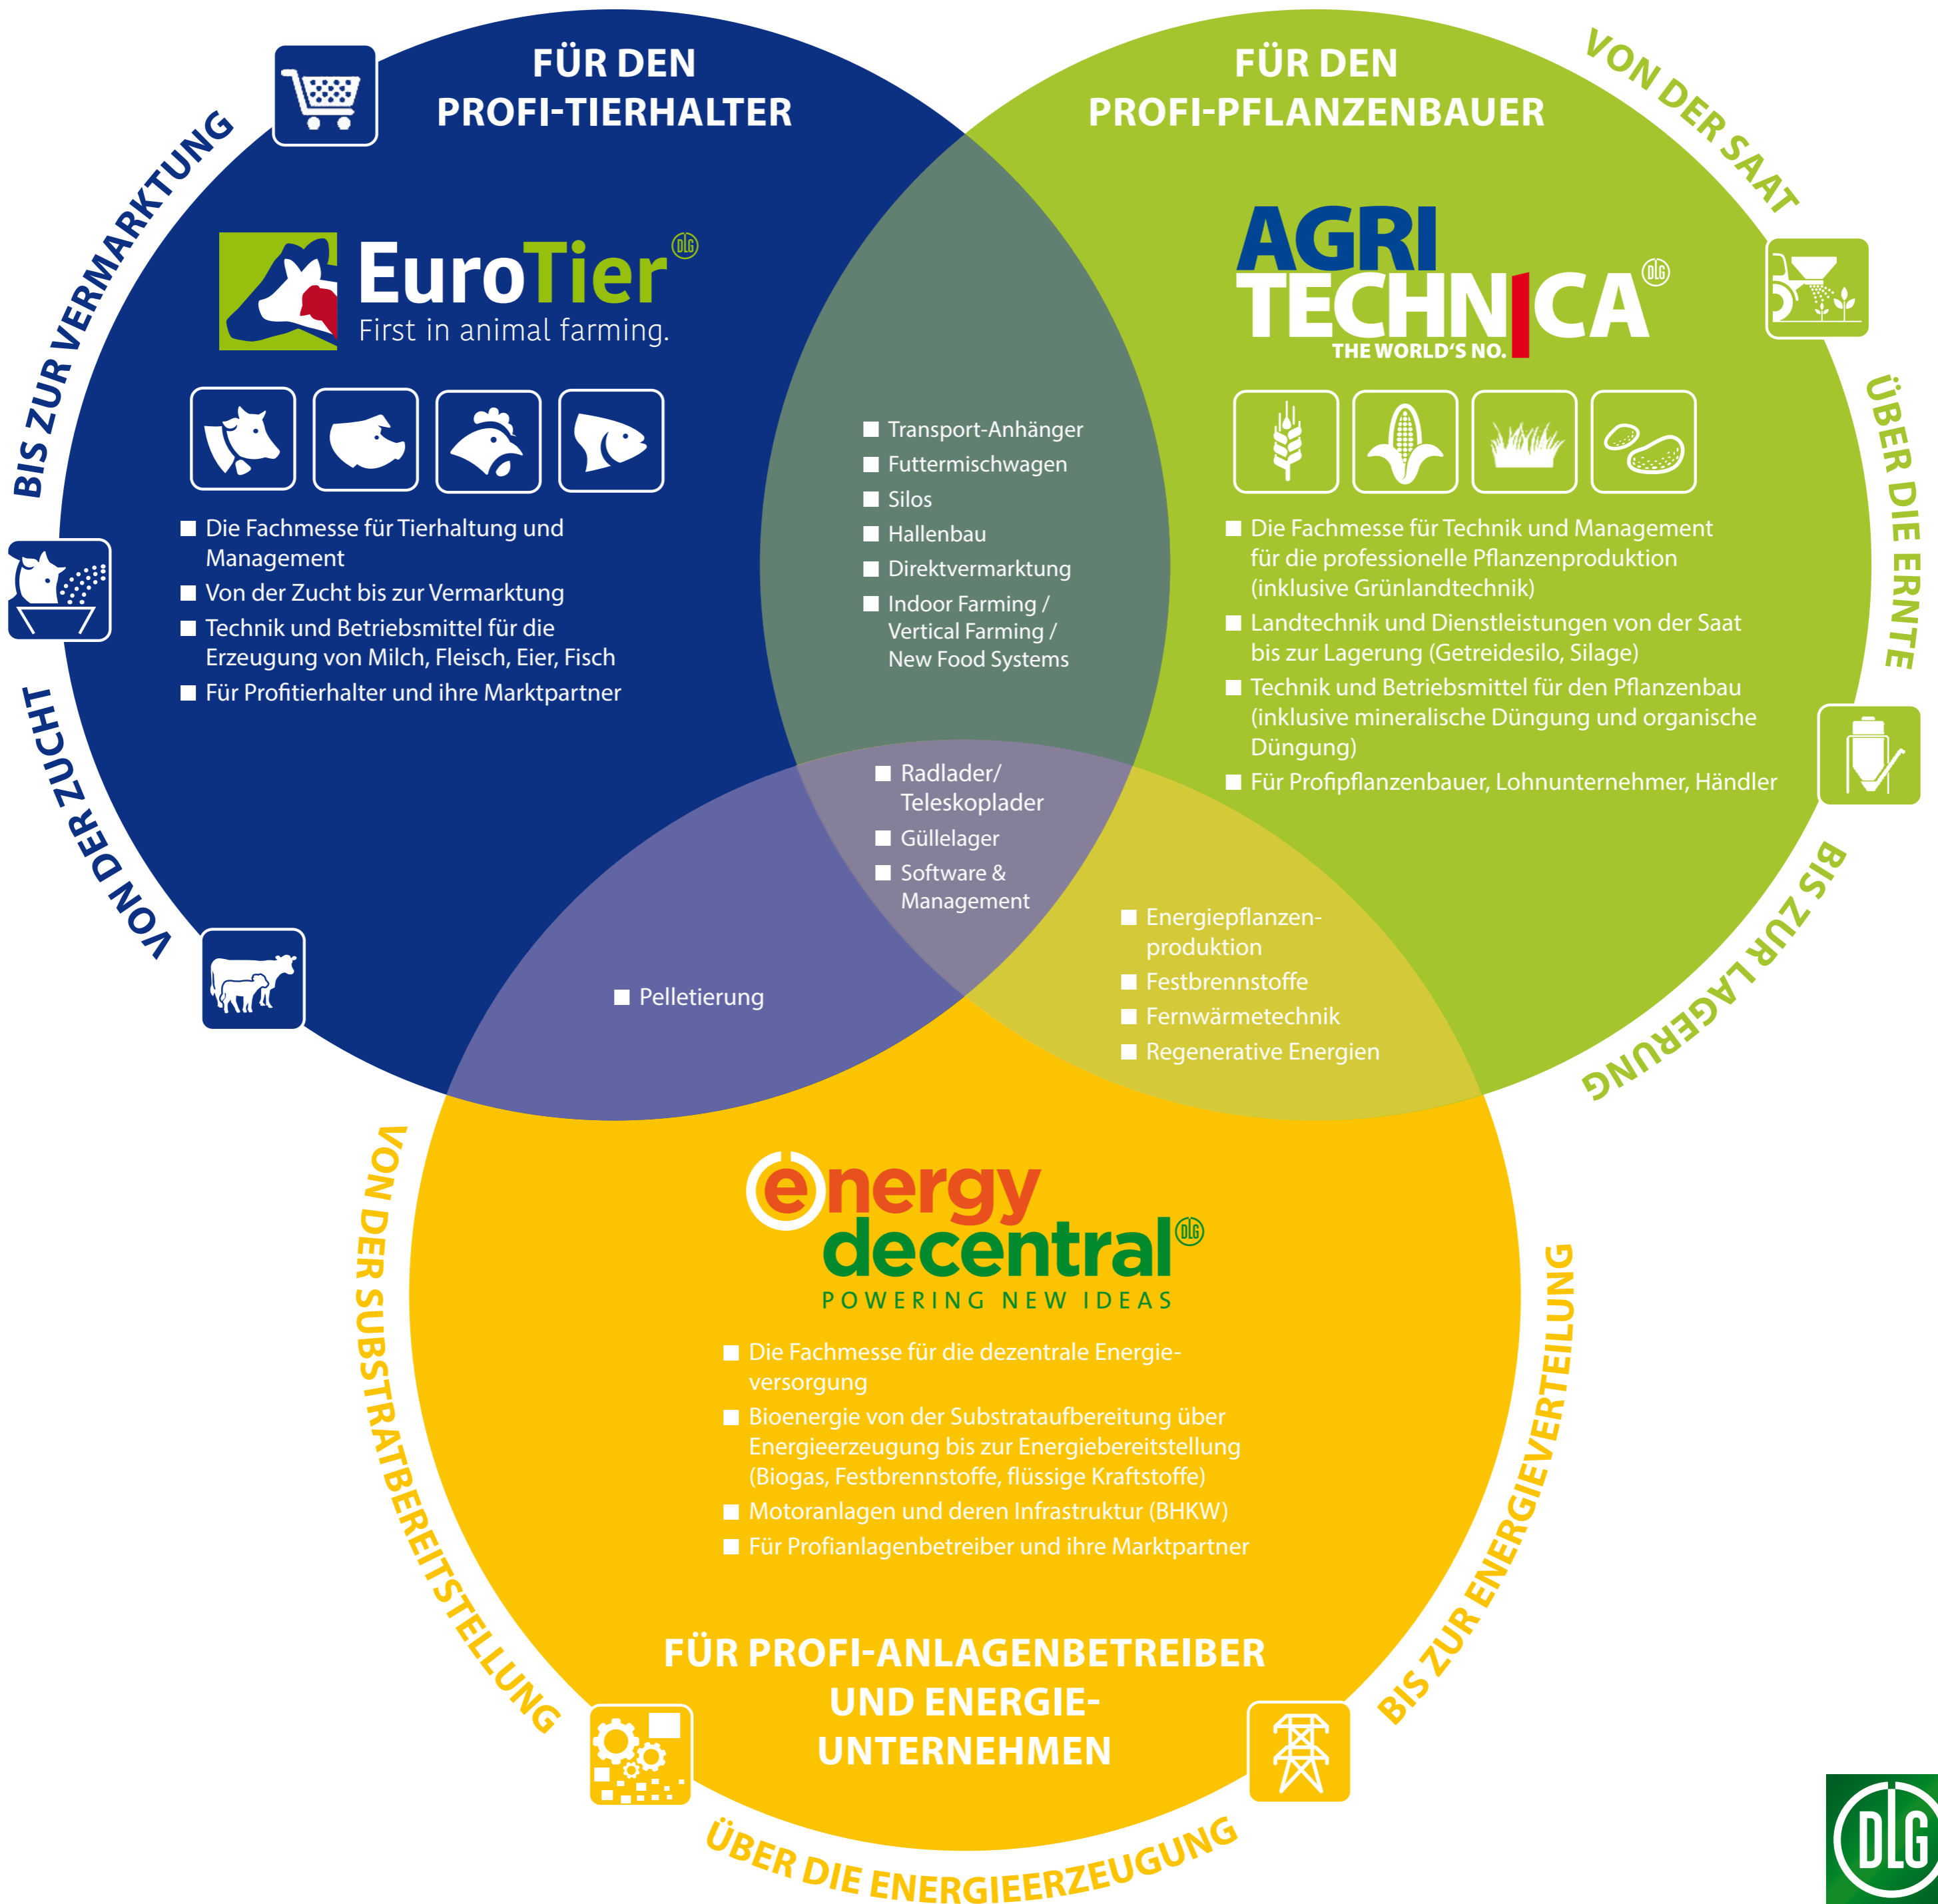 FÜR DEN
PROFI-TIERHALTER
BIS ZUR VERMARKTUNG
VON DER ZUCHT
EuroTier
DLG
First in animal farming.
Die Fachmesse für Tierhaltung und
Management
Von der Zucht bis zur Vermarktung
Technik und Betriebsmittel für die
Erzeugung von Milch, Fleisch, Eier, Fisch
Für Profitierhalter und ihre Marktpartner
Transport-Anhänger
Futtermischwagen
Silos
Hallenbau
Direktvermarktung
Indoor Farming /
Vertical Farming /
New Food Systems
FÜR DEN
PROFI-PFLANZENBAUER
VON DER SAAT
ÜBER DIE ERNTE
BIS ZUR LAGERUNG
AGRI
TECHNICA
DLG
THE WORLD'S NO.
Die Fachmesse für Technik und Management
für die professionelle Pflanzenproduktion
(inklusive Grünlandtechnik)
Landtechnik und Dienstleistungen von der Saat
bis zur Lagerung (Getreidesilo, Silage)
Technik und Betriebsmittel für den Pflanzenbau
(inklusive mineralische Düngung und organische
Düngung)
Für Profipflanzenbauer, Lohnunternehmer, Händler
Radlader/
Teleskoplader
Güllelager
Software &
Management
Pelletierung
Energiepflanzen-
produktion
Festbrennstoffe
Fernwärmetechnik
Regenerative Energien
VON DER SUBSTRATBEREITSTELLUNG
energy
decentral
DLG
POWERING NEW IDEAS
Die Fachmesse für die dezentrale Energie-
versorgung
Bioenergie von der Substrataufbereitung über
Energieerzeugung bis zur Energiebereitstellung
(Biogas, Festbrennstoffe, flüssige Kraftstoffe)
Motoranlagen und deren Infrastruktur (BHKW)
Für Profianlagenbetreiber und ihre Marktpartner
FÜR PROFI-ANLAGENBETREIBER
UND ENERGIE-
UNTERNEHMEN
ÜBER DIE ENERGIEERZEUGUNG
BIS ZUR ENERGIEVERTEILUNG
DLG